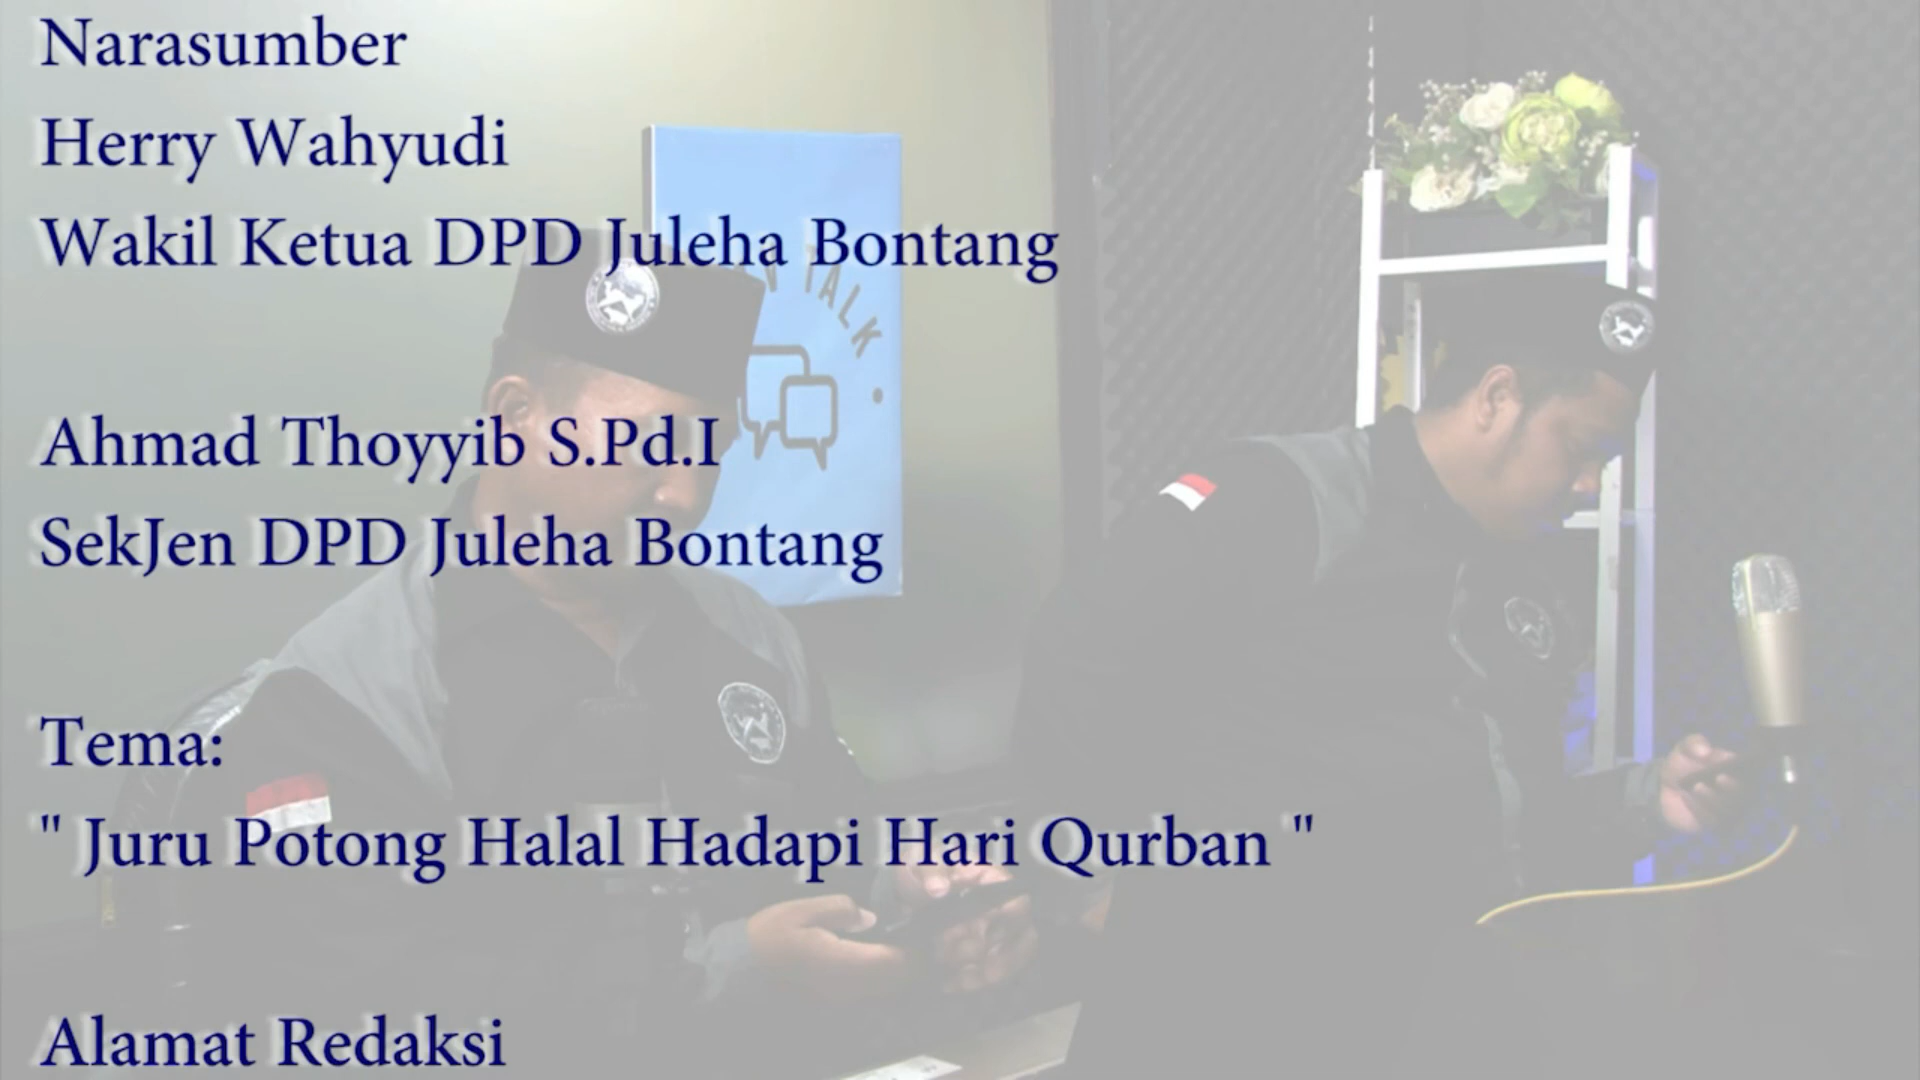 Narasumber
Herry Wahyudi
Wakil Ketua DPD Juleha Bontang
TALK
Ahmad Thoyyib S.Pd.I
SekJen DPD Juleha Bontang
Tema:
" Juru Potong Halal Hadapi Hari Qurban "
Alamat Redaksi